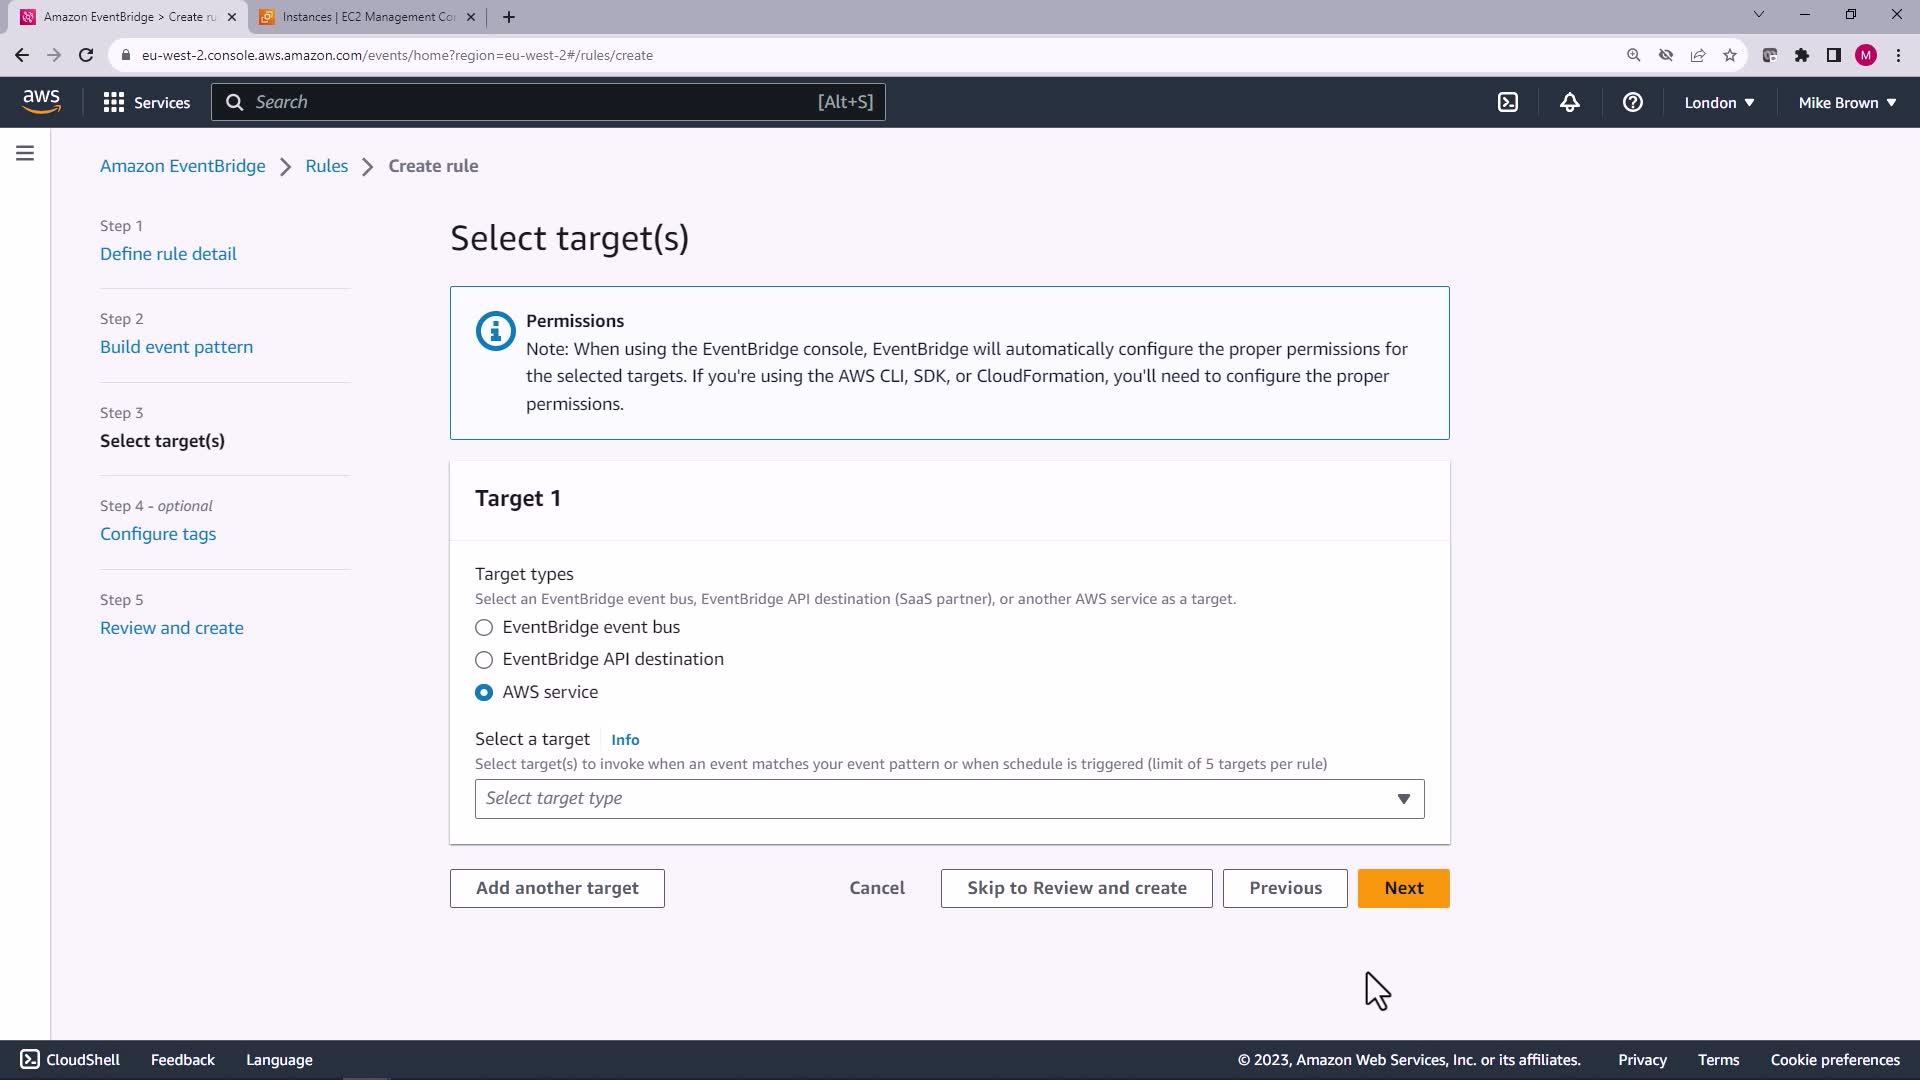 Amazon EventBridge > Create ru
Instances | EC2 Management Co
eu-west-2.console.aws.amazon.com/events/home?region=eu-west-2#/rules/create
M
aws
Services
Search
[Alt+S]
London
Mike Brown
Amazon EventBridge
Rules
Create rule
Step 1
Define rule detail
Step 2
Build event pattern
Step 3
Select target(s)
Step 4 - optional
Configure tags
Step 5
Review and create
Select target(s)
Permissions
Note: When using the EventBridge console, EventBridge will automatically configure the proper permissions for
the selected targets. If you're using the AWS CLI, SDK, or CloudFormation, you'll need to configure the proper
permissions.
Target 1
Target types
Select an EventBridge event bus, EventBridge API destination (SaaS partner), or another AWS service as a target.
EventBridge event bus
EventBridge API destination
AWS service
Select a target
Info
Select target(s) to invoke when an event matches your event pattern or when schedule is triggered (limit of 5 targets per rule)
Select target type
Add another target
Cancel
Skip to Review and create
Previous
Next
CloudShell
Feedback
Language
© 2023, Amazon Web Services, Inc. or its affiliates.
Privacy
Terms
Cookie preferences